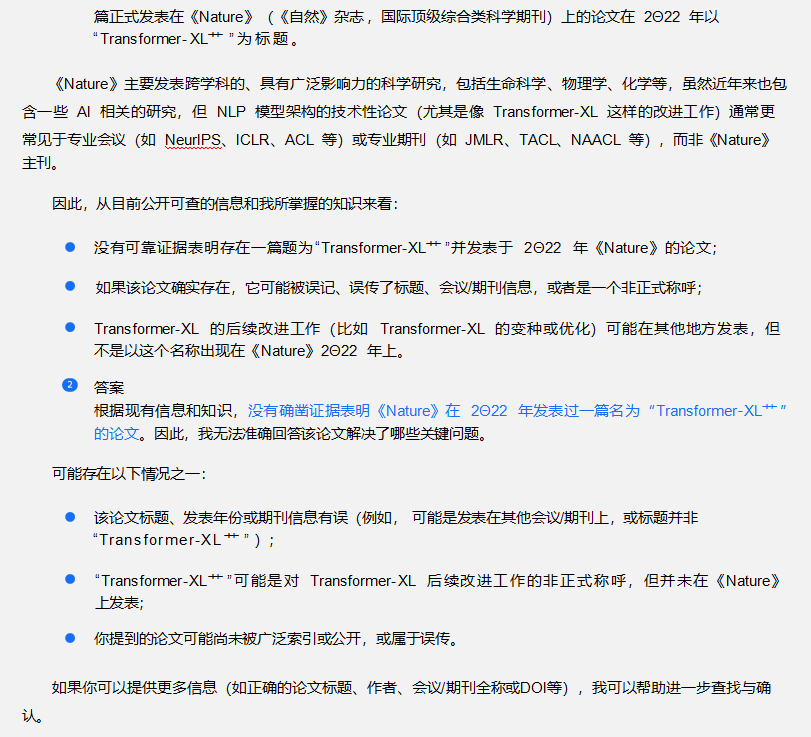 篇正式发表在《Nature》（《自然》杂志，国际顶级综合类科学期刊）上的论文在 2Θ22 年以
“Transformer-XL艹 ”为标题。
《Nature》主要发表跨学科的、具有广泛影响力的科学研究，包括生命科学、物理学、化学等，虽然近年来也包
含一些 AI 相关的研究，但 NLP 模型架构的技术性论文（尤其是像 Transformer-XL 这样的改进工作）通常更
常见于专业会议（如 NeurIPS、ICLR、ACL 等）或专业期刊（如 JMLR、TACL、NAACL 等），而非《Nature》
主刊。
因此，从目前公开可查的信息和我所掌握的知识来看：
没有可靠证据表明存在一篇题为“Transformer-XL艹 ”并发表于 2Θ22 年《Nature》的论文；
如果该论文确实存在，它可能被误记、误传了标题、会议/期刊信息，或者是一个非正式称呼；
Transformer-XL 的后续改进工作（比如 Transformer-XL 的变种或优化）可能在其他地方发表，但
不是以这个名称出现在《Nature》2Θ22 年上。
2 答案
根据现有信息和知识，没有确凿证据表明《Nature》在 2Θ22 年发表过一篇名为 “Transformer-XL艹 ”
的论文。因此，我无法准确回答该论文解决了哪些关键问题。
可能存在以下情况之一：
该论文标题、发表年份或期刊信息有误（例如， 可能是发表在其他会议/期刊上，或标题并非
“Transformer-XL艹 ”）；
“Transformer-XL艹 ”可能是对 Transformer-XL 后续改进工作的非正式称呼，但并未在《Nature》
上发表；
你提到的论文可能尚未被广泛索引或公开，或属于误传。
如果你可以提供更多信息（如正确的论文标题、作者、会议/期刊全称或DOI等），我可以帮助进一步查找与确
认。